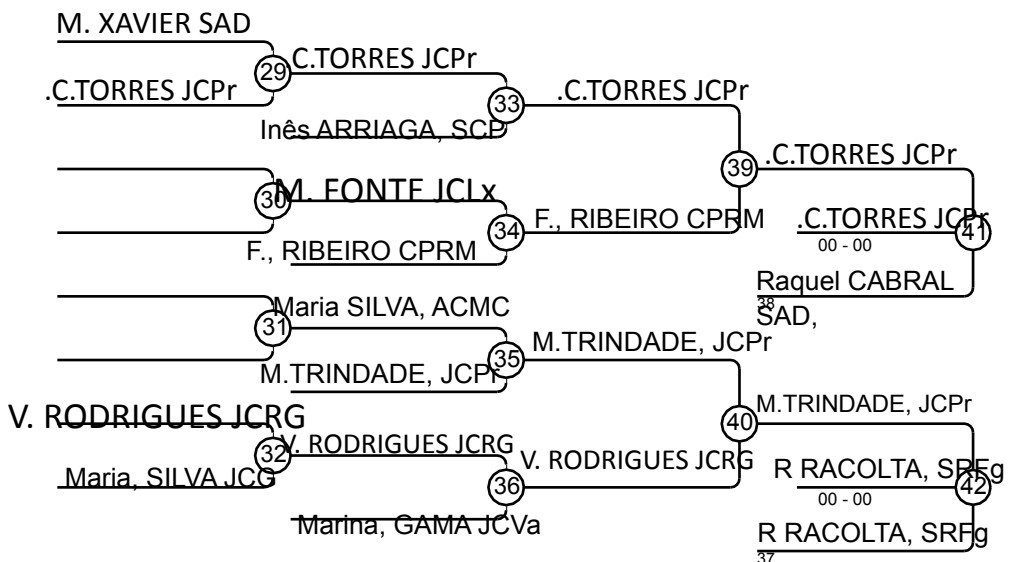 M. XAVIER SAD
29
C.TORRES JCPr
.C.TORRES JCPr
33
.C.TORRES JCPr
Inês ARRIAGA, SCP
39
.C.TORRES JCPr
30
M. FONTE JCLx
34
F., RIBEIRO CPRM
F., RIBEIRO CPRM
.C.TORRES JCPr
41
00 - 00
Raquel CABRAL
38
SAD,
31
Maria SILVA, ACMC
35
M.TRINDADE, JCPr
M.TRINDADE, JCPr
40
M.TRINDADE, JCPr
V. RODRIGUES JCRG
32
V. RODRIGUES JCRG
Maria, SILVA JCG
36
V. RODRIGUES JCRG
Marina, GAMA JCVa
R RACOLTA, SRFg
42
00 - 00
R RACOLTA, SRFg
37